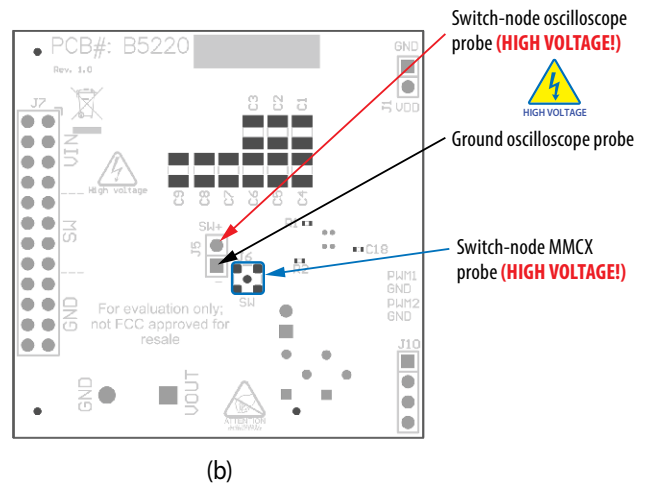 Switch-node oscilloscope
probe (HIGH VOLTAGE!)
HIGH VOLTAGE
Ground oscilloscope probe
Switch-node MMCX
probe (HIGH VOLTAGE!)
PCB#: B5220
Rev. 1.0
GND
J1 VDD
J7
VIN
SW
GND
High voltage
C3 C2 C1
C9 C8 C7 C6 C5 C4
SW+
J5
J6
-
SW
R2
C18
PWM1
GND
PWM2
GND
J10
For evaluation only;
not FCC approved for
resale
GND
VOUT
ATTENTION
(b)